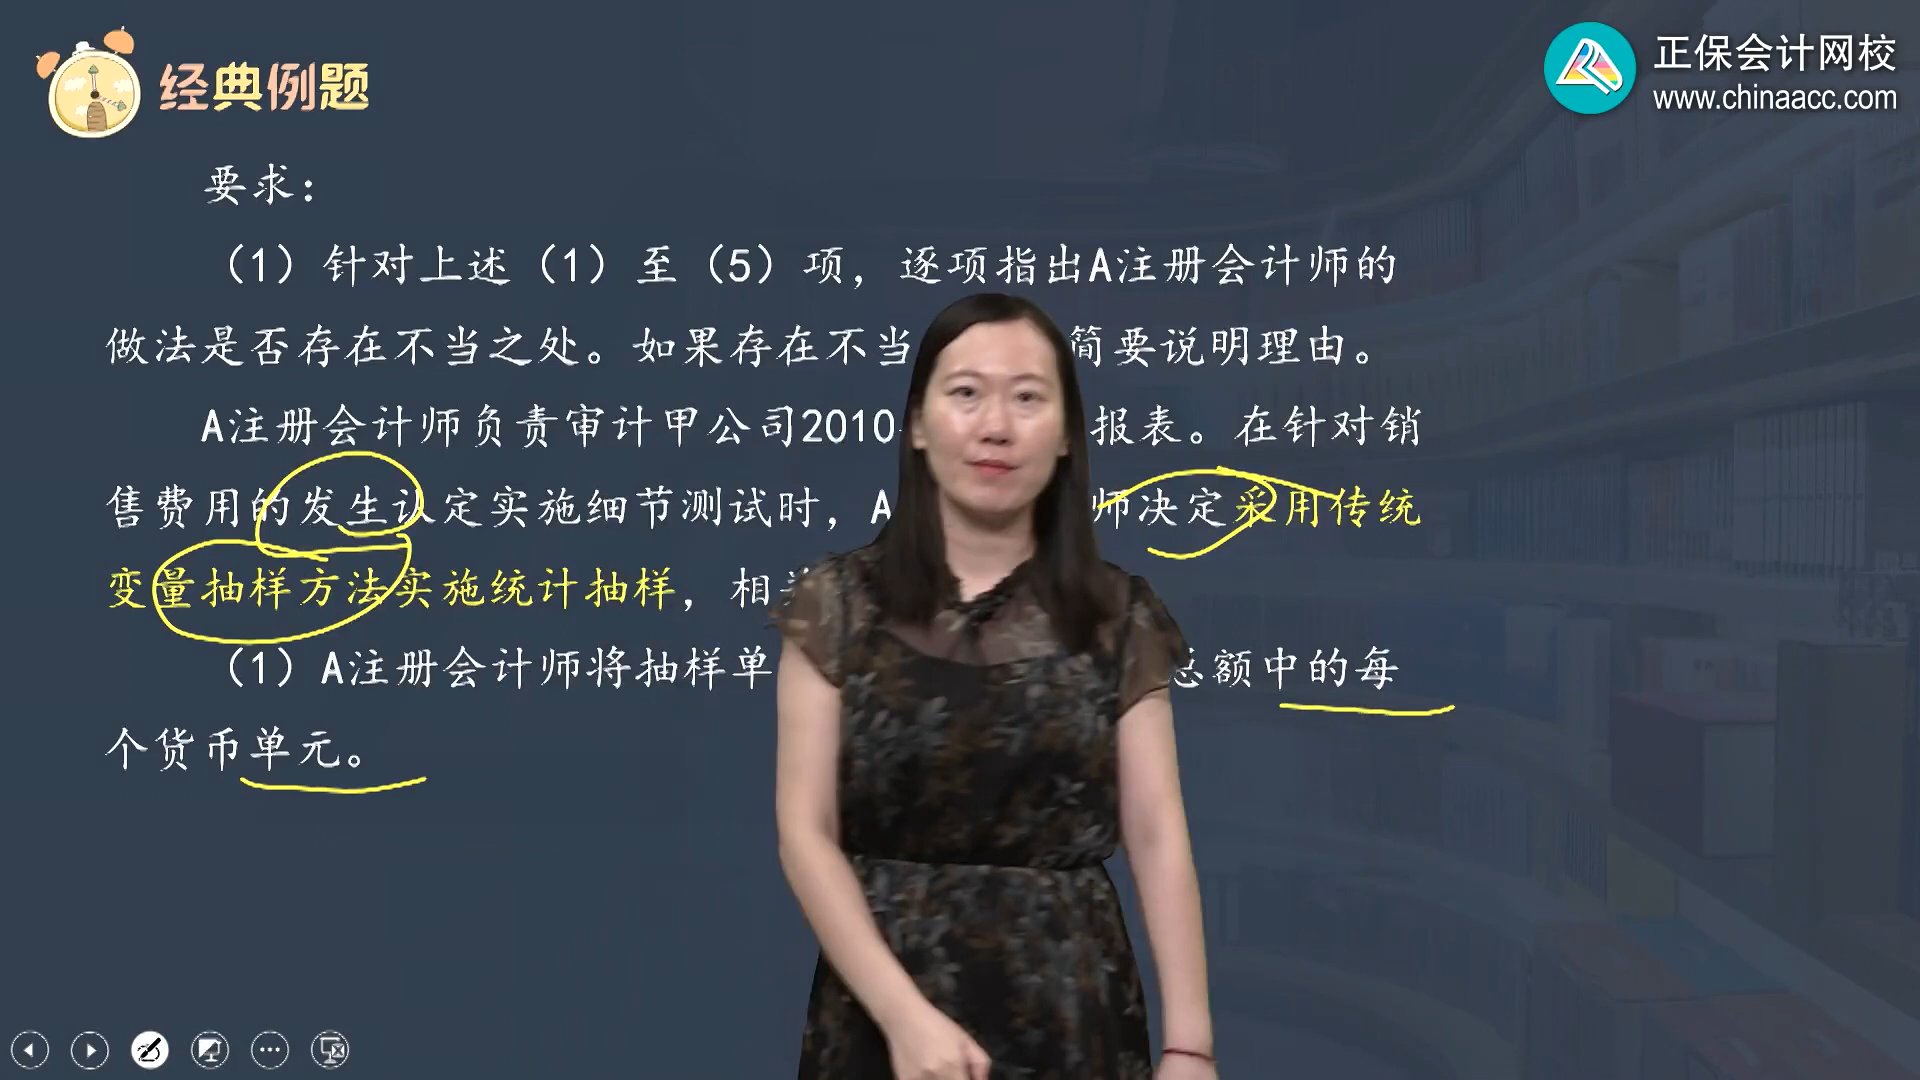 经典例题
正保会计网校
www.chinaacc.com
要求：
（1）针对上述（1）至（5）项，逐项指出A注册会计师的
做法是否存在不当之处。如果存在不当 简要说明理由。
A注册会计师负责审计甲公司2010 报表。在针对销
售费用的发生认定实施细节测试时，A 师决定采用传统
变量抽样方法实施统计抽样，相
（1）A注册会计师将抽样单 总额中的每
个货币单元。